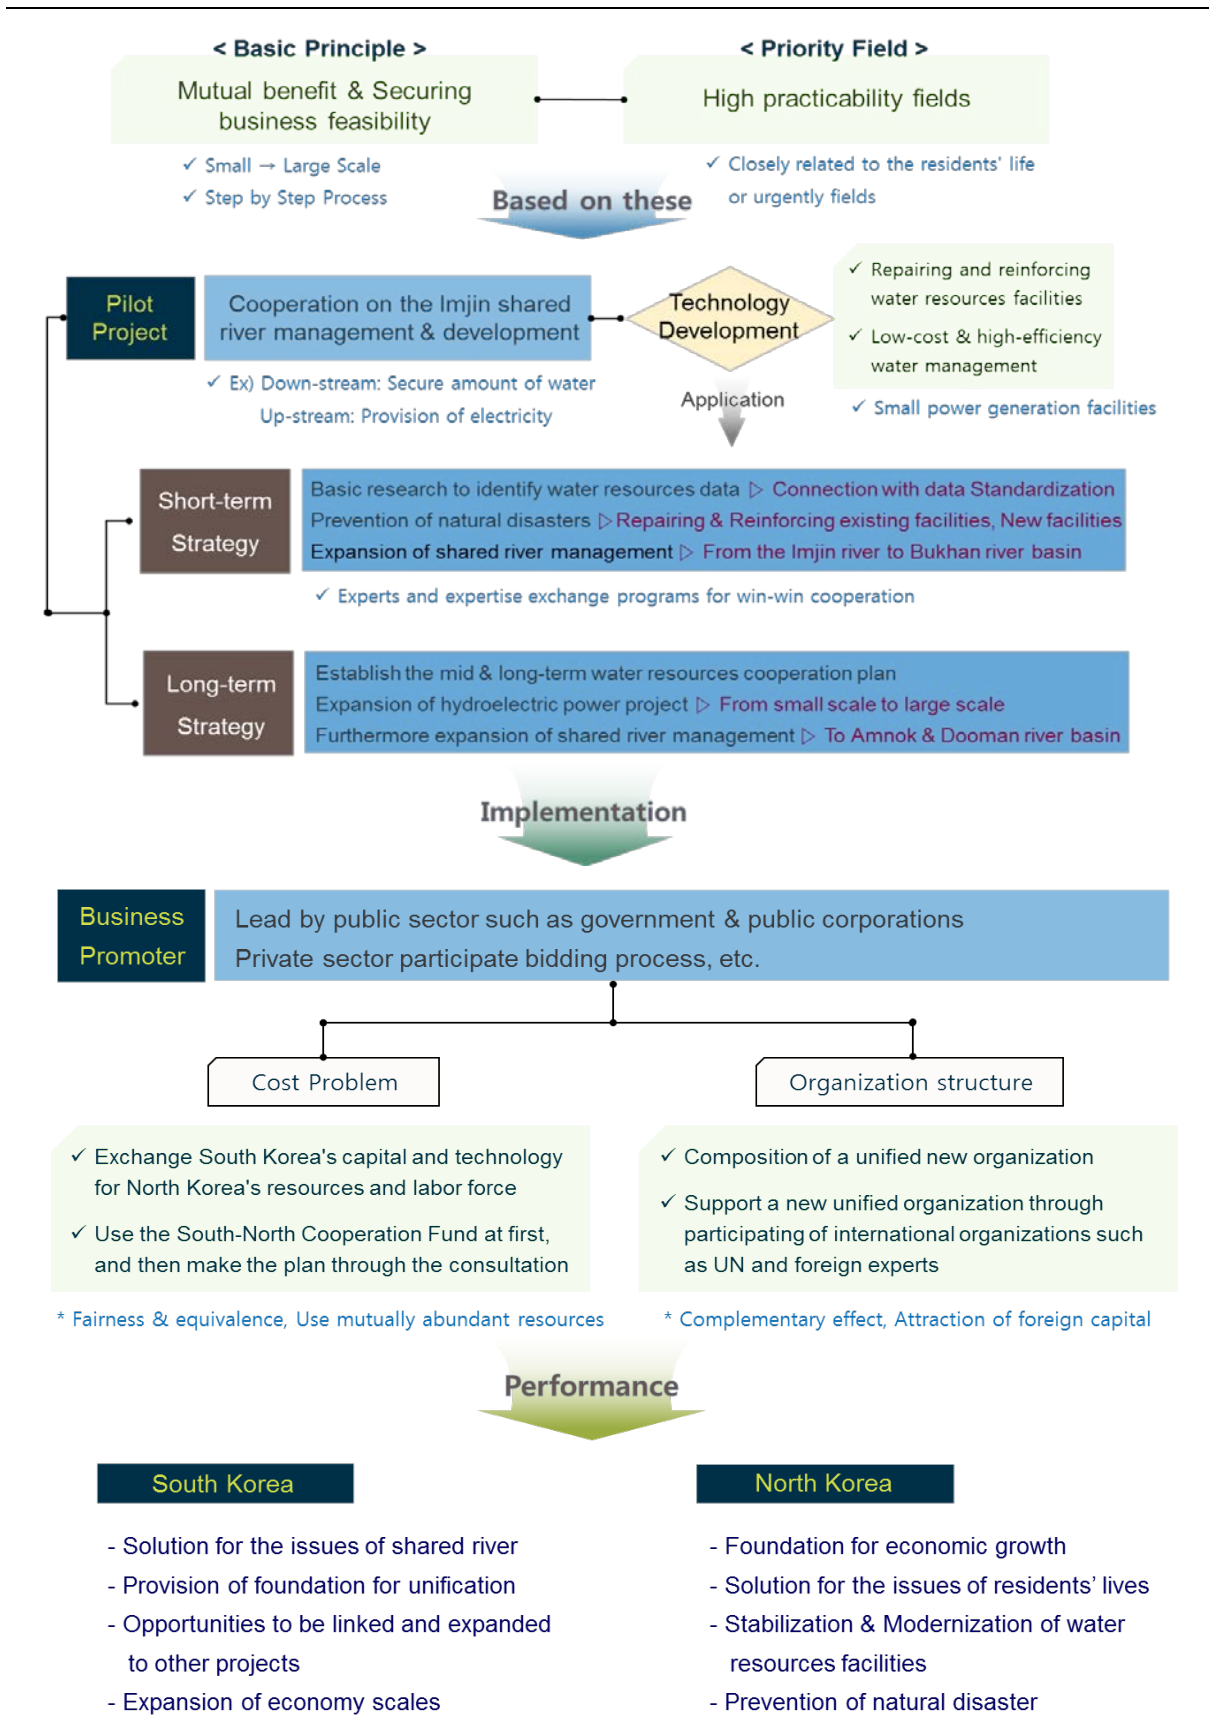 < Basic Principle >
Mutual benefit & Securing
business feasibility
✓ Small → Large Scale
✓ Step by Step Process
< Priority Field >
High practicability fields
✓ Closely related to the residents' life
or urgently fields
Based on these
Pilot
Project
Cooperation on the Imjin shared
river management & development
✓ Ex) Down-stream: Secure amount of water
Up-stream: Provision of electricity
Technology
Development
✓ Repairing and reinforcing
water resources facilities
✓ Low-cost & high-efficiency
water management
✓ Small power generation facilities
Application
Short-term
Strategy
Basic research to identify water resources data ▷ Connection with data Standardization
Prevention of natural disasters ▷Repairing & Reinforcing existing facilities, New facilities
Expansion of shared river management ▷ From the Imjin river to Bukhan river basin
✓ Experts and expertise exchange programs for win-win cooperation
Long-term
Strategy
Establish the mid & long-term water resources cooperation plan
Expansion of hydroelectric power project ▷ From small scale to large scale
Furthermore expansion of shared river management ▷ To Amnok & Dooman river basin
Implementation
Business
Promoter
Lead by public sector such as government & public corporations
Private sector participate bidding process, etc.
Cost Problem
✓ Exchange South Korea's capital and technology
for North Korea's resources and labor force
✓ Use the South-North Cooperation Fund at first,
and then make the plan through the consultation
* Fairness & equivalence, Use mutually abundant resources
Organization structure
✓ Composition of a unified new organization
✓ Support a new unified organization through
participating of international organizations such
as UN and foreign experts
* Complementary effect, Attraction of foreign capital
Performance
South Korea
- Solution for the issues of shared river
- Provision of foundation for unification
- Opportunities to be linked and expanded
to other projects
- Expansion of economy scales
North Korea
- Foundation for economic growth
- Solution for the issues of residents’ lives
- Stabilization & Modernization of water
resources facilities
- Prevention of natural disaster